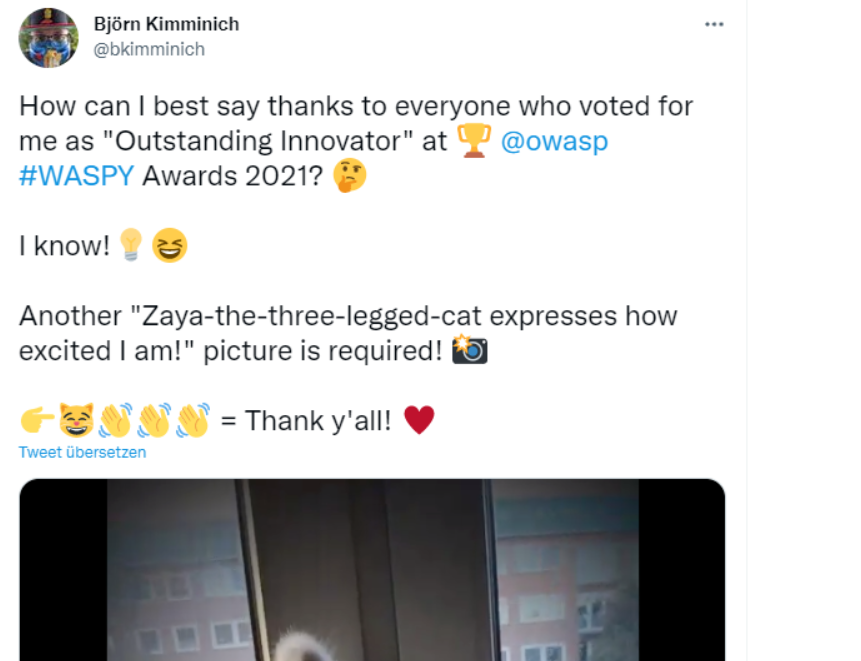 Björn Kimminich
@bkimminich
How can I best say thanks to everyone who voted for
me as "Outstanding Innovator" at 🏆 @owasp
#WASPY Awards 2021? 🤔
I know! 💡😆
Another "Zaya-the-three-legged-cat expresses how
excited I am!" picture is required! 📸
👉😸👏👏👏 = Thank y'all! ♥️
Tweet übersetzen